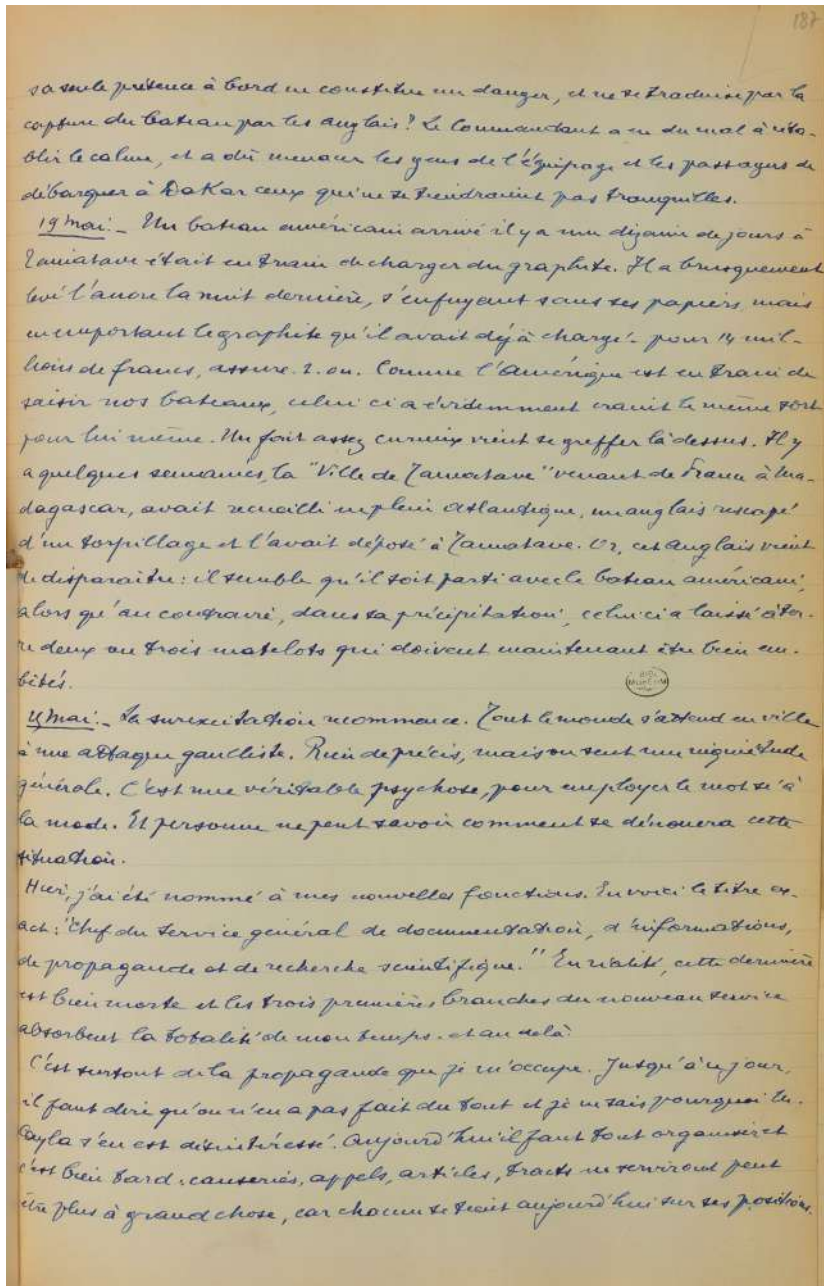 187
sa seule présence à bord ne constitue un danger, et ne se traduise par la
capture du bateau par les anglais! Le Commandant a eu du mal à réta-
blir le calme, et a dû menacer les gens de l'équipage et les passagers de
débarquer à Dakar ceux qui ne se tiendraient pas tranquilles.
19 Mai:_ Un bateau américain arrivé il y a une dizaine de jours à
Tamatave était en train de charger du graphite. Il a brusquement
levé l'ancre la nuit dernière, s'enfuyant sans ses papiers, mais
en emportant le graphite qu'il avait déjà chargé - pour 14 mil-
lions de francs, assure-t-on. Comme l'Amérique est en train de
saisir nos bateaux, celui ci a évidemment craint le même sort
pour lui même. Un fait assez curieux vient se greffer là dessus. Il y
a quelques semaines, la "Ville de Tamatave" venant de France à Ma-
dagascar, avait recueilli en plein Atlantique, un anglais rescapé
d'un torpillage et l'avait déposé à Tamatave. Or, cet anglais vient
de disparaître: il semble qu'il soit parti avec le bateau américain,
alors qu'au contraire, dans sa précipitation, celui ci a laissé à ter-
re deux ou trois matelots qui doivent maintenant être bien em-
bêtés.
BIBL
MUSEUM
Mai:_ La surexcitation recommence. Tout le monde s'attend en ville
à une attaque gaulliste. Rien de précis, mais on sent une inquiétude
générale. C'est une véritable psychose, pour employer le mot si à
la mode. Et personne ne peut savoir comment se dénouera cette
situation.
Hier, j'ai été nommé à mes nouvelles fonctions. En voici le titre ex-
act: "Chef du Service général de documentation, d'informations,
de propagande et de recherche scientifique." En réalité, cette dernière
est bien morte et les trois premières branches du nouveau service
absorbent la totalité de mon temps - et au delà.
C'est surtout de la propagande que je m'occupe. Jusqu'à ce jour,
il faut dire qu'on n'en a pas fait du tout et je ne sais pourquoi
Cayla s'en est désintéressé. Aujourd'hui il faut tout organiser et
c'est bien tard. causeries, appels, articles, tracts ne serviront peut
être plus à grand chose, car chacun se tient aujourd'hui sur ses positions.